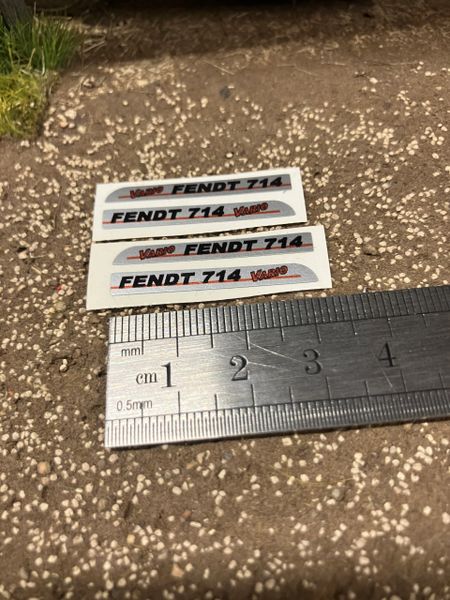 VARIO FENDT 714
FENDT 714 VARIO
VARIO FENDT 714
FENDT 714 VARIO
mm
cm 1 2 3 4
0.5mm